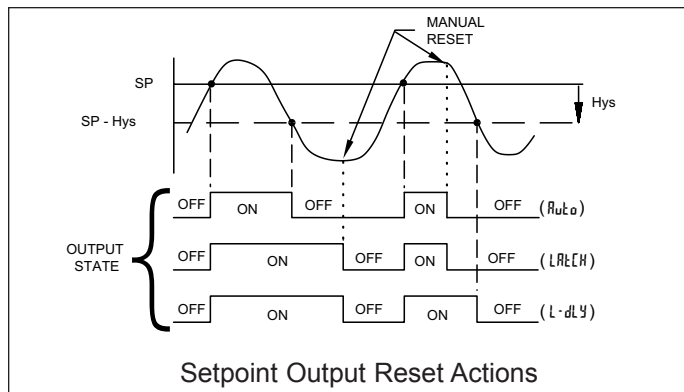 MANUAL
RESET
SP
Hys
SP - Hys
OFF ON OFF ON OFF (Auto)
OUTPUT
STATE
OFF ON OFF ON OFF (LAtCH)
OFF ON OFF ON OFF (L-dLY)
Setpoint Output Reset Actions